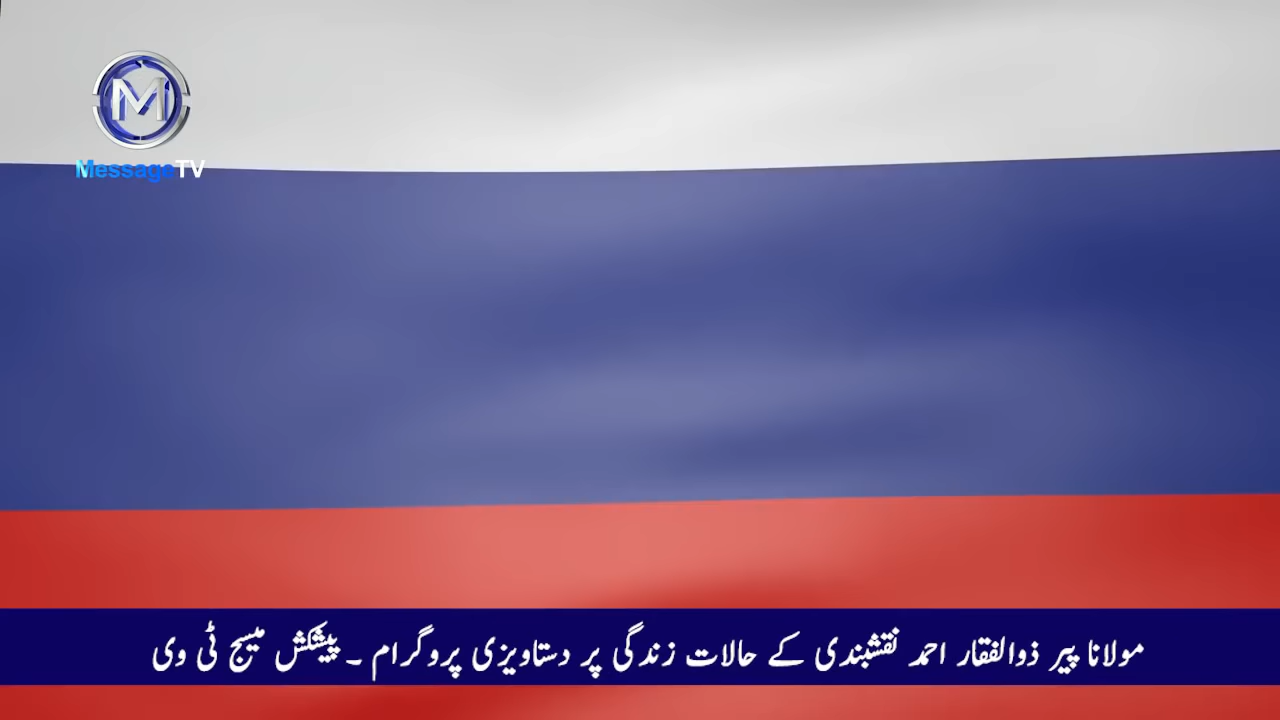 M
MessageTV
مولانا پیر ذوالفقار احمد نقشبندی کے حالات زندگی پر دستاویزی پروگرام ۔ پیشکش میسج ٹی وی